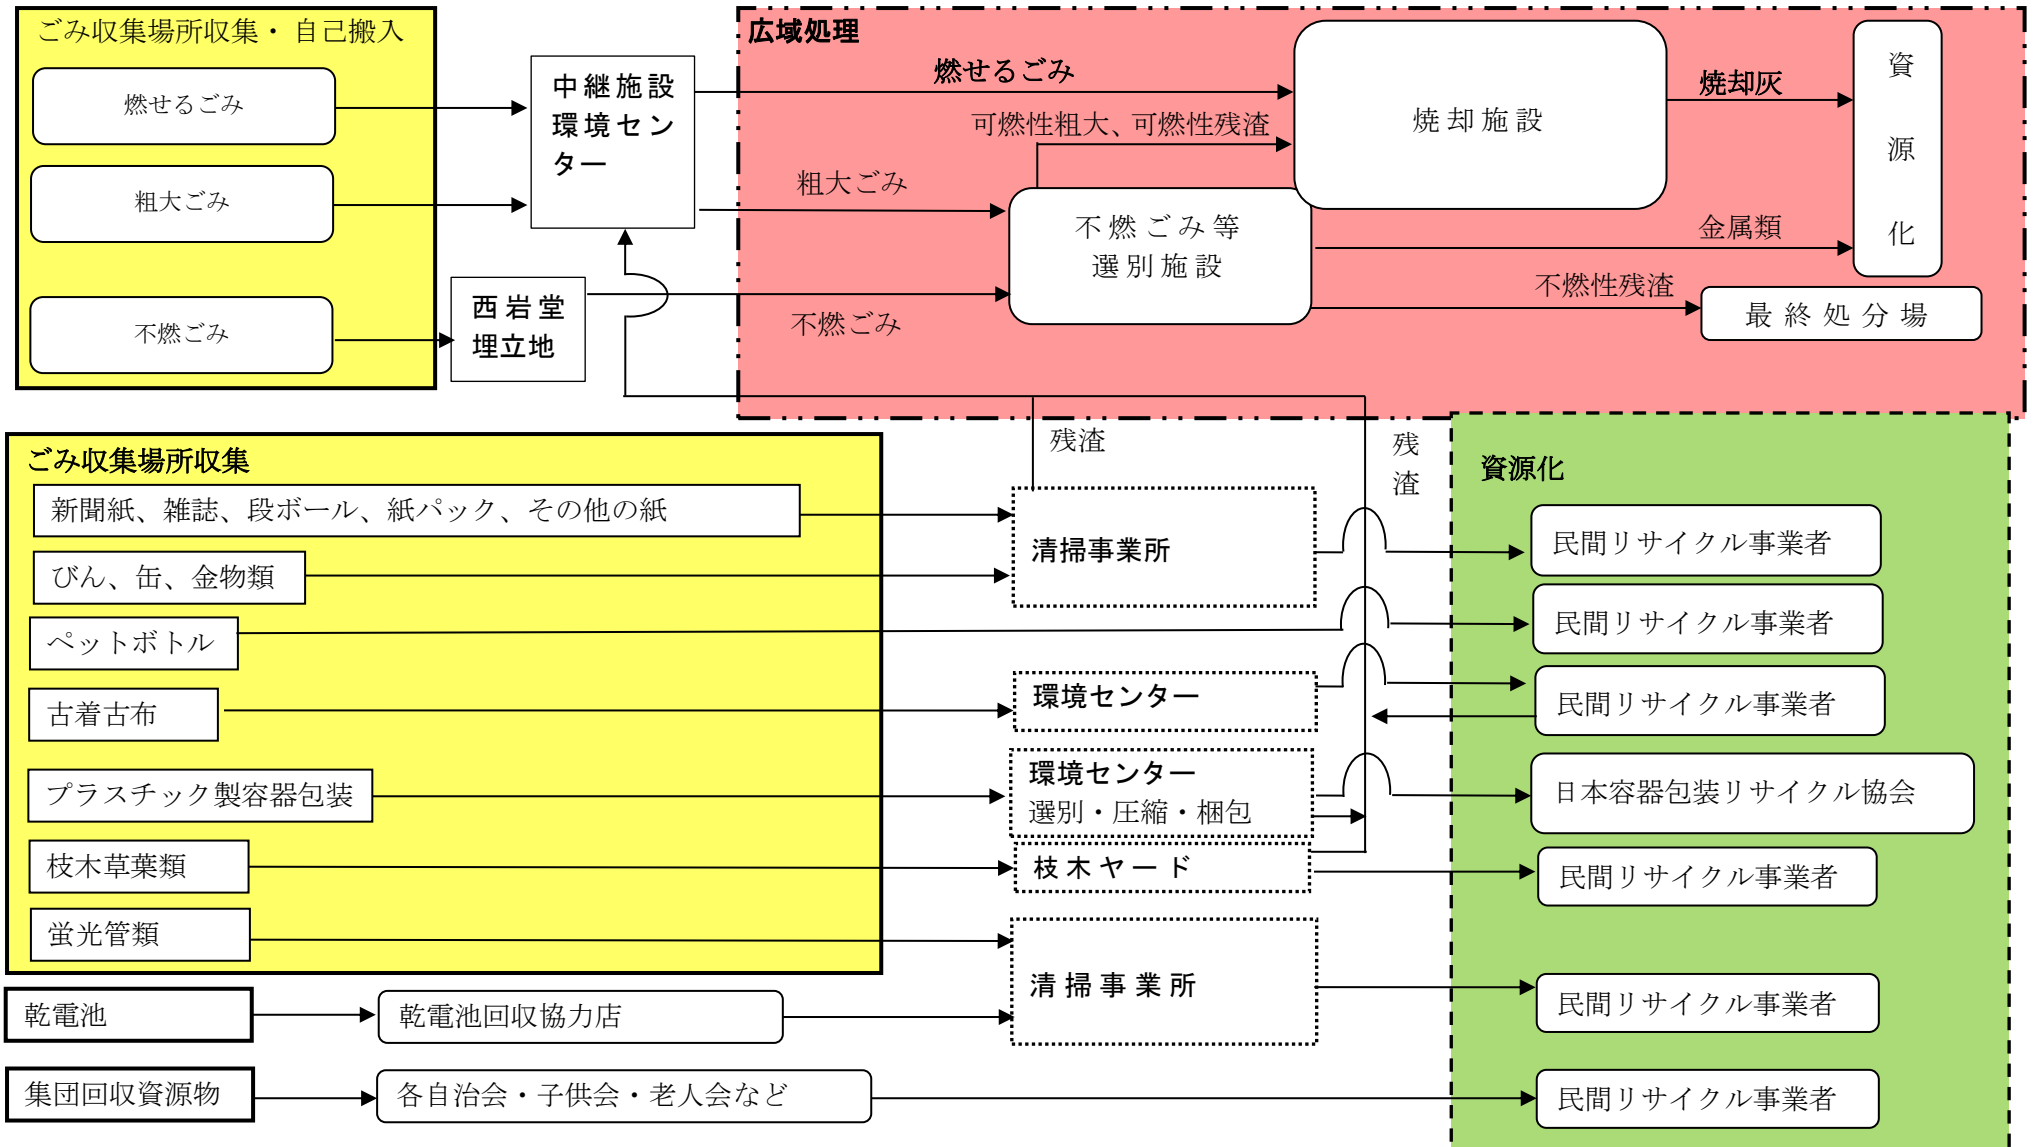 ごみ収集場所収集・ 自己搬入
燃せるごみ
粗大ごみ
不燃ごみ
中継施設
環境セン
ター
西岩堂
埋立地
広域処理
燃せるごみ
可燃性粗大、可燃性残渣
粗大ごみ
不燃ごみ
焼却施設
不燃ごみ等
選別施設
焼却灰
金属類
不燃性残渣
資
源
化
最終処分場
残渣
残
渣
ごみ収集場所収集
新聞紙、雑誌、段ボール、紙パック、その他の紙
びん、缶、金物類
ペットボトル
古着古布
プラスチック製容器包装
枝木草葉類
蛍光管類
乾電池
乾電池回収協力店
集団回収資源物
各自治会・子供会・老人会など
清掃事業所
環境センター
環境センター
選別・圧縮・梱包
枝木ヤード
清掃事業所
資源化
民間リサイクル事業者
民間リサイクル事業者
民間リサイクル事業者
日本容器包装リサイクル協会
民間リサイクル事業者
民間リサイクル事業者
民間リサイクル事業者